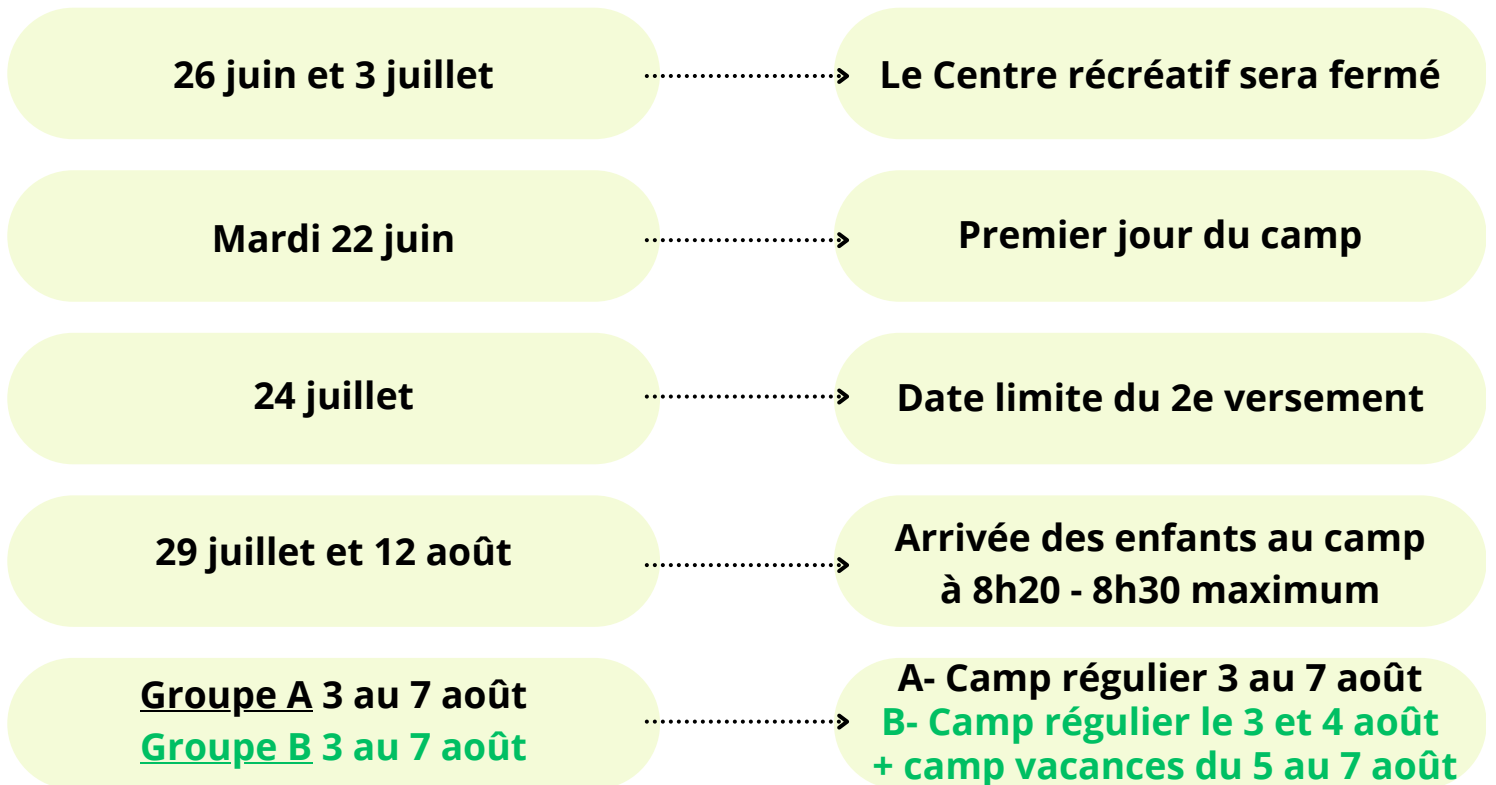 26 juin et 3 juillet
Le Centre récréatif sera fermé
Mardi 22 juin
Premier jour du camp
24 juillet
Date limite du 2e versement
29 juillet et 12 août
Arrivée des enfants au camp
à 8h20 - 8h30 maximum
Groupe A 3 au 7 août
Groupe B 3 au 7 août
A- Camp régulier 3 au 7 août
B- Camp régulier le 3 et 4 août
+ camp vacances du 5 au 7 août